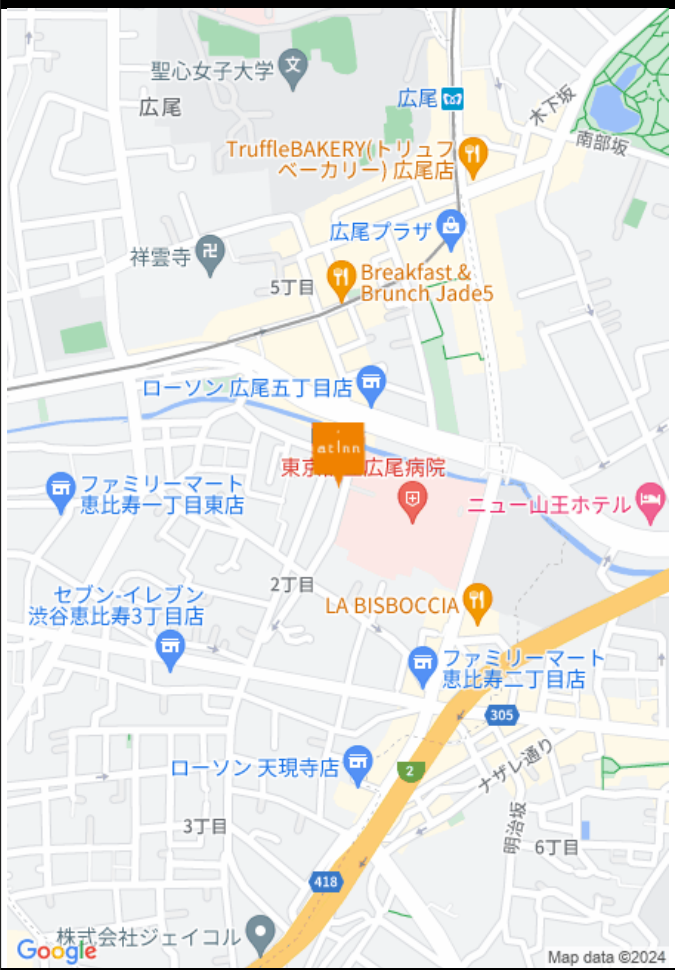 聖心女子大学
広尾
広尾
木下坂
南部坂
TruffleBAKERY(トリュフ
ベーカリー) 広尾店
広尾プラザ
祥雲寺
5丁目
Breakfast &
Brunch Jade5
ローソン 広尾五丁目店
at Inn
東京 広尾病院
ファミリーマート
恵比寿一丁目東店
ニュー山王ホテル
2丁目
セブン-イレブン
渋谷恵比寿3丁目店
LA BISBOCCIA
ファミリーマート
恵比寿二丁目店
305
ローソン 天現寺店
2
ナザレ通り
3丁目
明治坂
6丁目
418
株式会社ジェイコル
Google
Map data ©2024